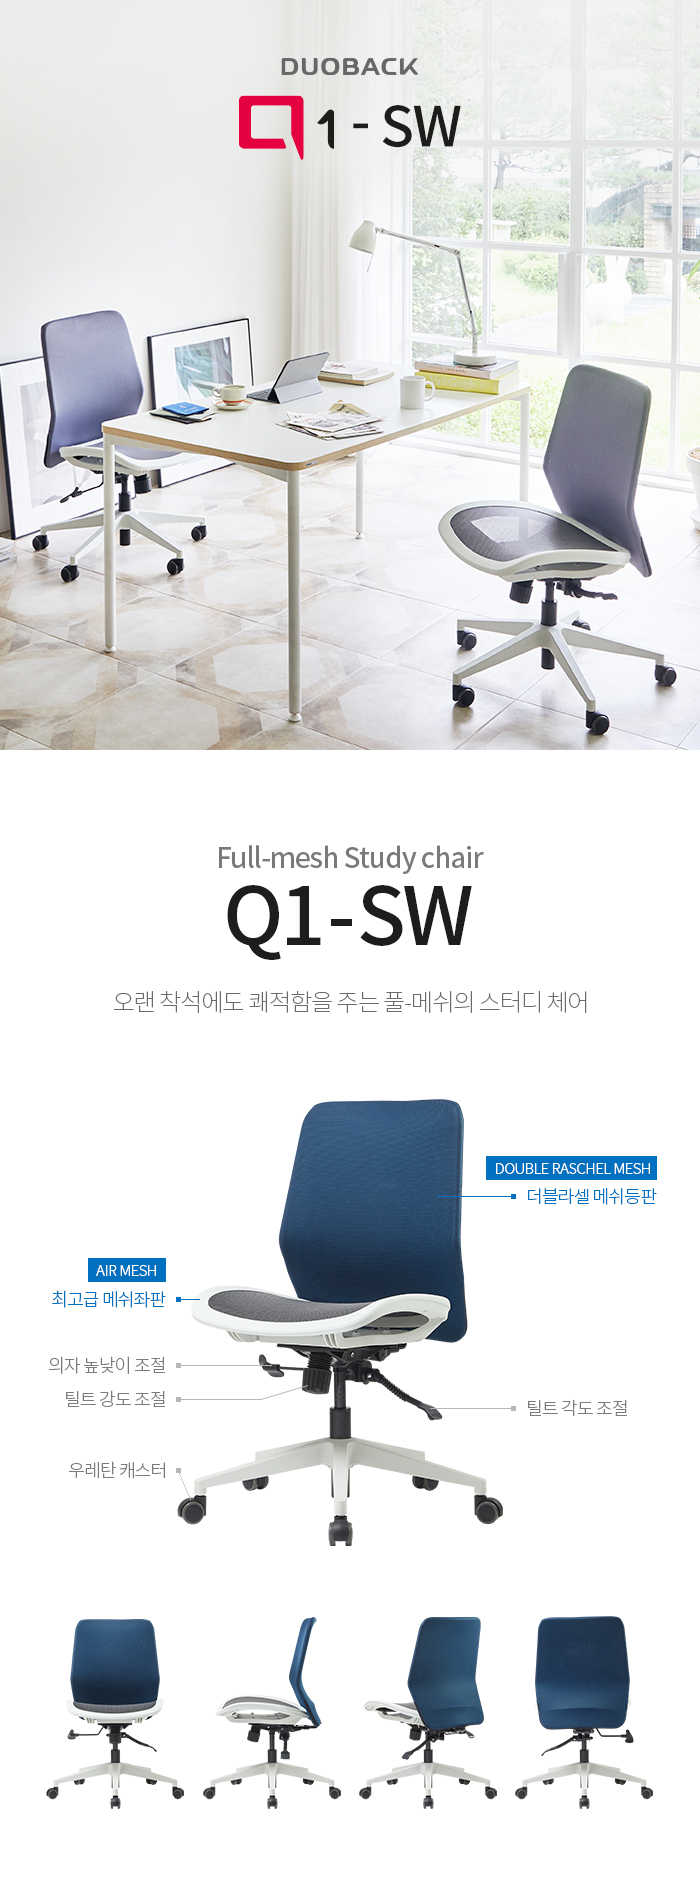 DUOBACK
Q1 - SW
Full-mesh Study chair
Q1-SW
오랜 착석에도 쾌적함을 주는 풀-메쉬의 스터디 체어
DOUBLE RASCHEL MESH
더블라셀 메쉬등판
AIR MESH
최고급 메쉬좌판
의자 높낮이 조절
틸트 강도 조절
틸트 각도 조절
우레탄 캐스터